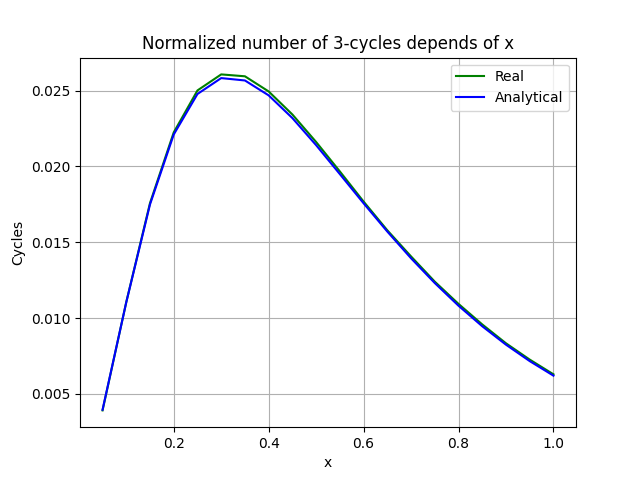 Normalized number of 3-cycles depends of x
Real
Analytical
0.025
0.020
0.015
0.010
0.005
Cycles
0.2
0.4
0.6
0.8
1.0
x